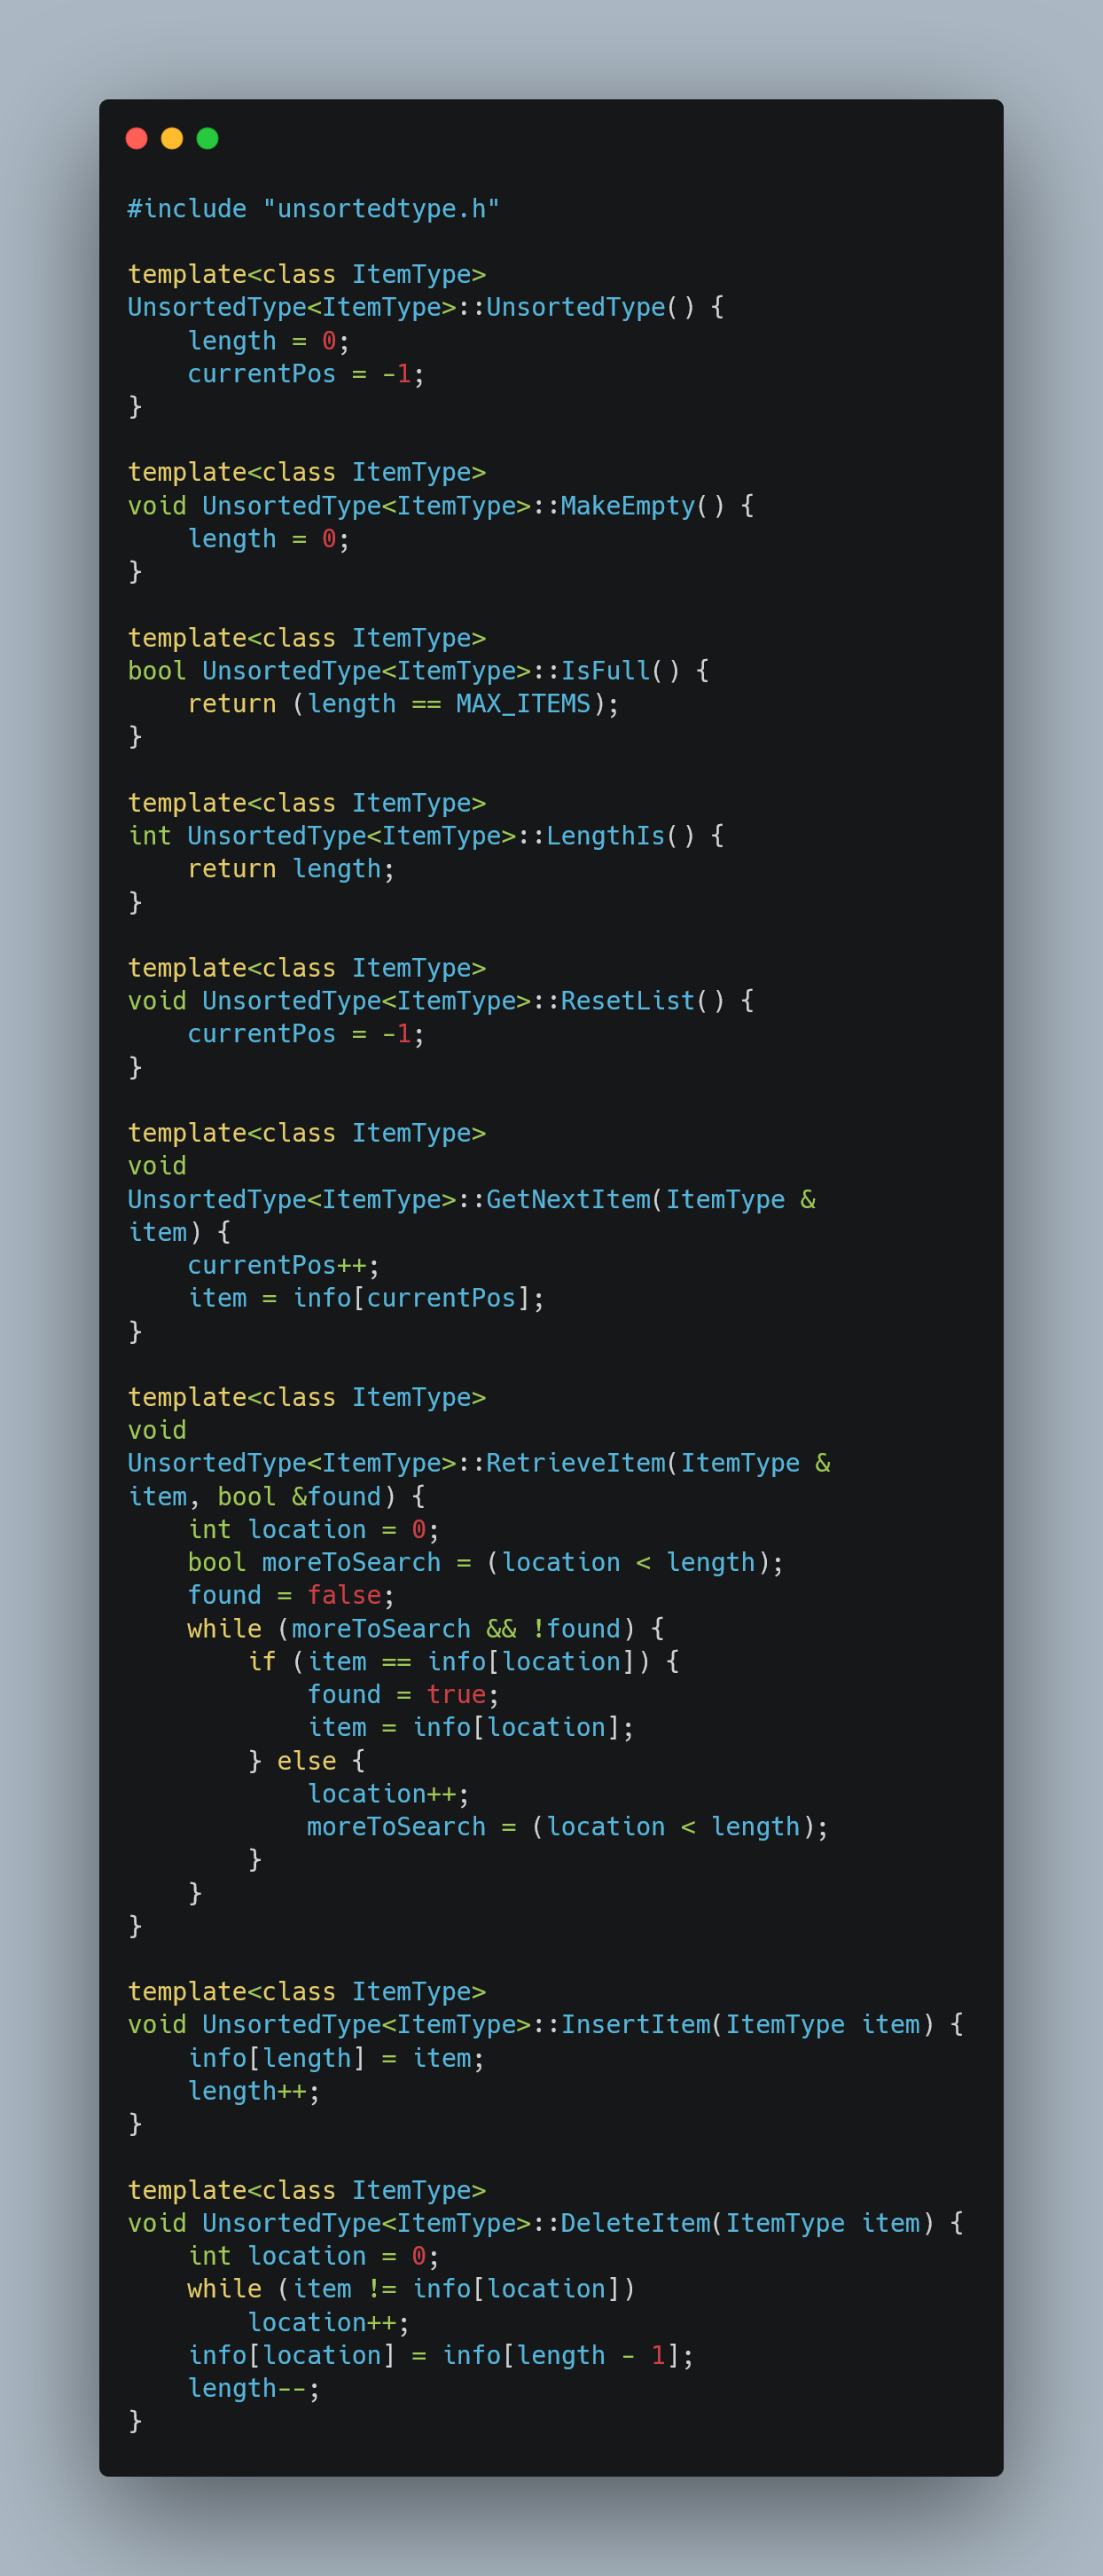 #include "unsortedtype.h"

template<class ItemType>
UnsortedType<ItemType>::UnsortedType() {
    length = 0;
    currentPos = -1;
}

template<class ItemType>
void UnsortedType<ItemType>::MakeEmpty() {
    length = 0;
}

template<class ItemType>
bool UnsortedType<ItemType>::IsFull() {
    return (length == MAX_ITEMS);
}

template<class ItemType>
int UnsortedType<ItemType>::LengthIs() {
    return length;
}

template<class ItemType>
void UnsortedType<ItemType>::ResetList() {
    currentPos = -1;
}

template<class ItemType>
void
UnsortedType<ItemType>::GetNextItem(ItemType &
item) {
    currentPos++;
    item = info[currentPos];
}

template<class ItemType>
void
UnsortedType<ItemType>::RetrieveItem(ItemType &
item, bool &found) {
    int location = 0;
    bool moreToSearch = (location < length);
    found = false;
    while (moreToSearch && !found) {
        if (item == info[location]) {
            found = true;
            item = info[location];
        } else {
            location++;
            moreToSearch = (location < length);
        }
    }
}

template<class ItemType>
void UnsortedType<ItemType>::InsertItem(ItemType item) {
    info[length] = item;
    length++;
}

template<class ItemType>
void UnsortedType<ItemType>::DeleteItem(ItemType item) {
    int location = 0;
    while (item != info[location])
        location++;
    info[location] = info[length - 1];
    length--;
}